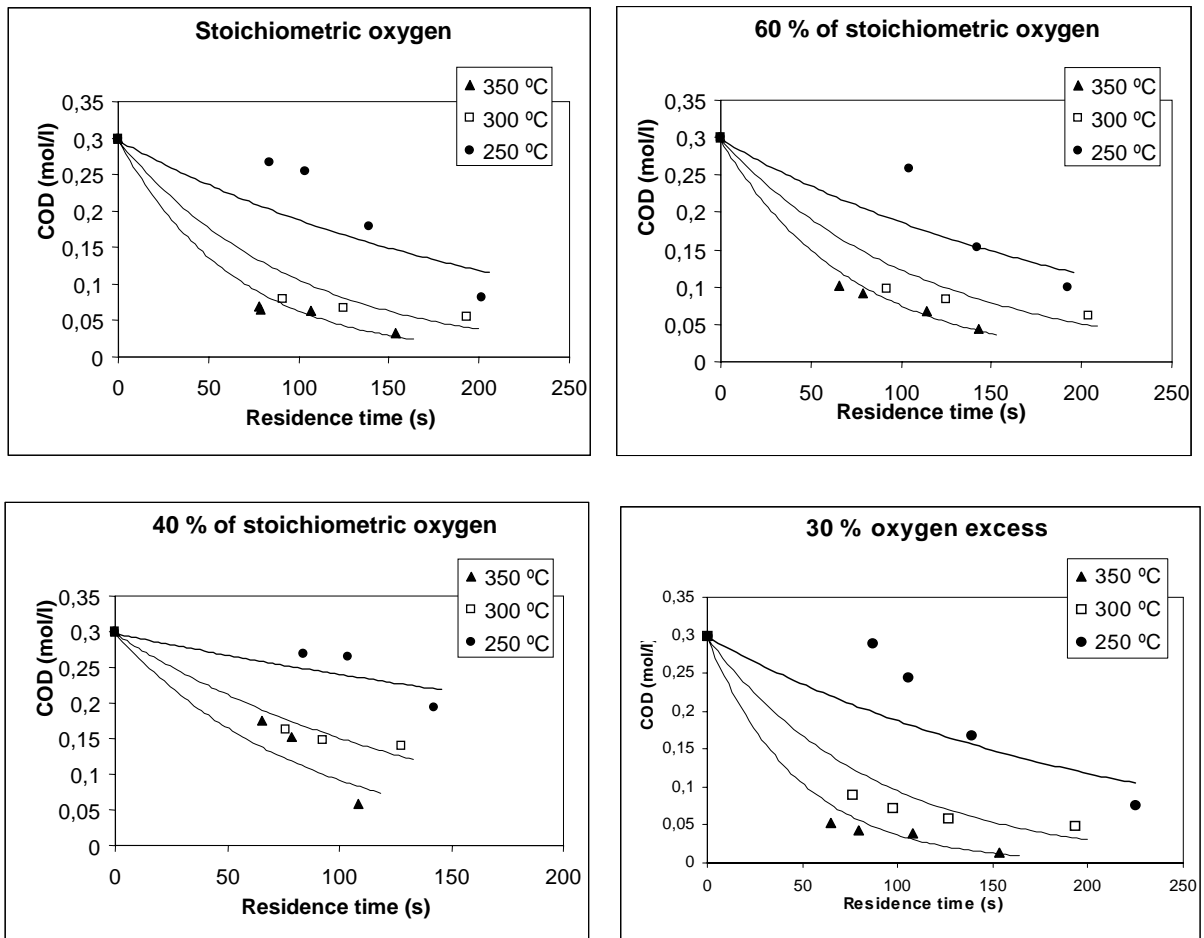 Stoichiometric oxygen
350 ºC
300 ºC
250 ºC
COD (mol/l)
0,35
0,3
0,25
0,2
0,15
0,1
0,05
0
0 50 100 150 200 250
Residence time (s)
60 % of stoichiometric oxygen
350 ºC
300 ºC
250 ºC
COD (mol/l)
0,35
0,3
0,25
0,2
0,15
0,1
0,05
0
0 50 100 150 200 250
Residence time (s)
40 % of stoichiometric oxygen
350 ºC
300 ºC
250 ºC
COD (mol/l)
0,35
0,3
0,25
0,2
0,15
0,1
0,05
0
0 50 100 150 200
Residence time (s)
30 % oxygen excess
350 ºC
300 ºC
250 ºC
COD (mol/l)
0,35
0,3
0,25
0,2
0,15
0,1
0,05
0
0 50 100 150 200 250
Residence time (s)